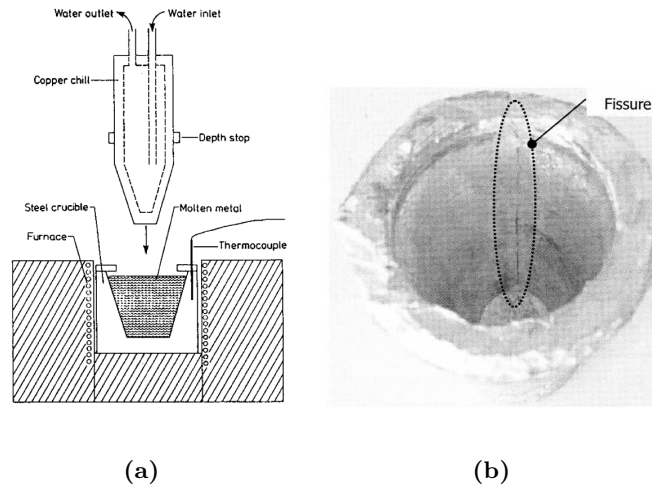 Water outlet
Water inlet
Copper chill
Depth stop
Steel crucible
Molten metal
Furnace
Thermocouple
Fissure
(a)
(b)